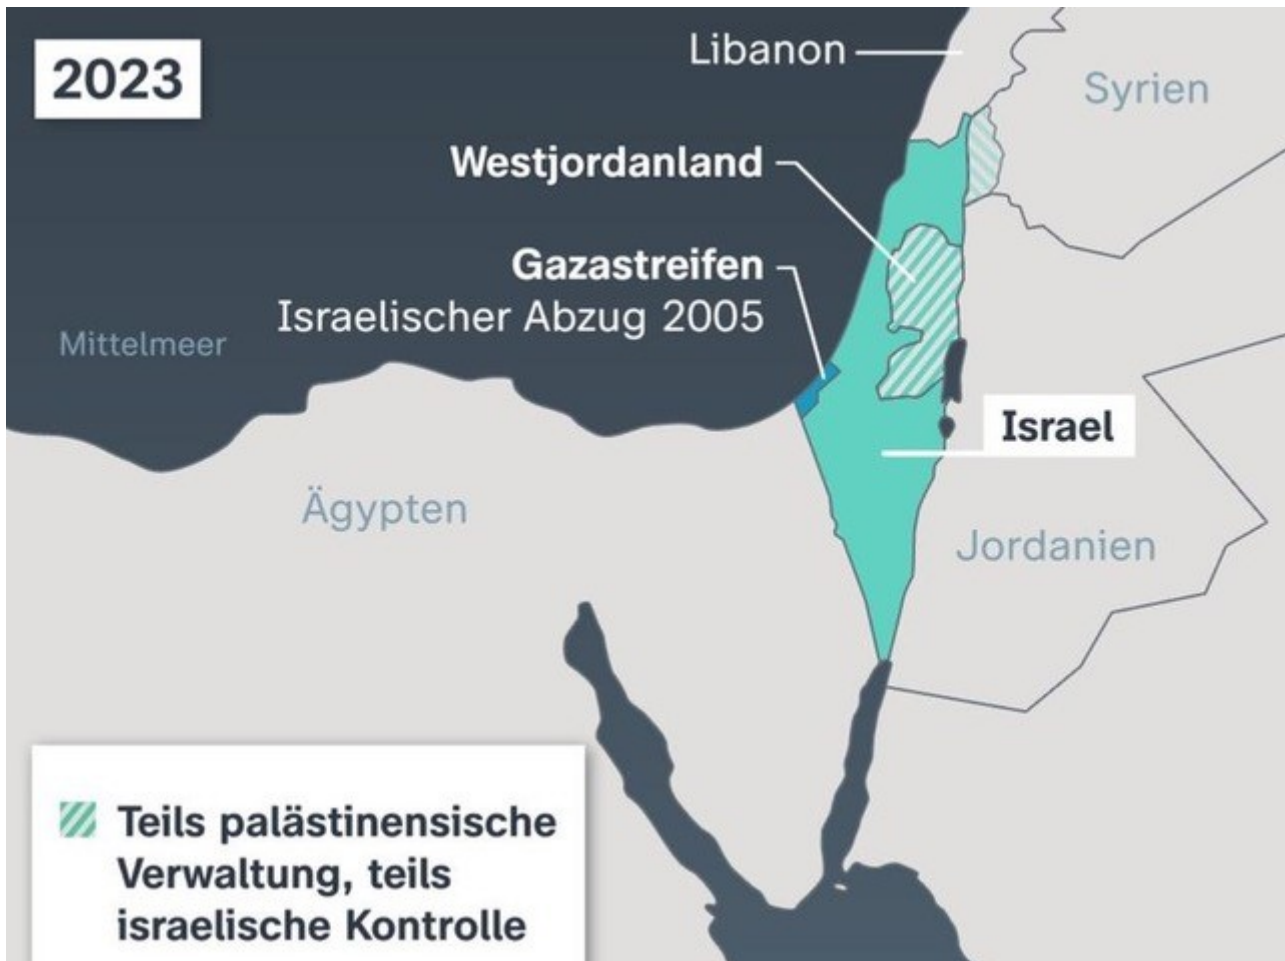 2023
Libanon
Syrien
Westjordanland
Gazastreifen
Israelischer Abzug 2005
Mittelmeer
Israel
Ägypten
Jordanien
Teils palästinensische
Verwaltung, teils
israelische Kontrolle